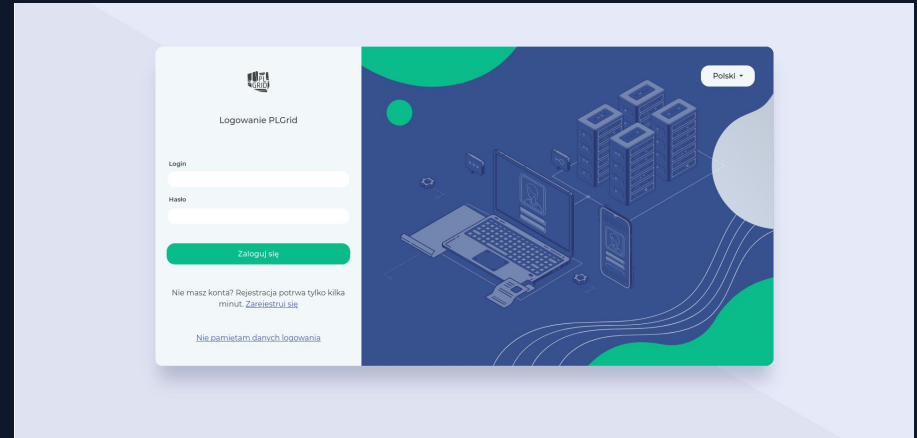 PL
GRID
Logowanie PLGrid
Polski
Login
Hasło
Zaloguj się
Nie masz konta? Rejestracja potrwa tylko kilka
minut. Zarejestruj się
Nie pamiętam danych logowania